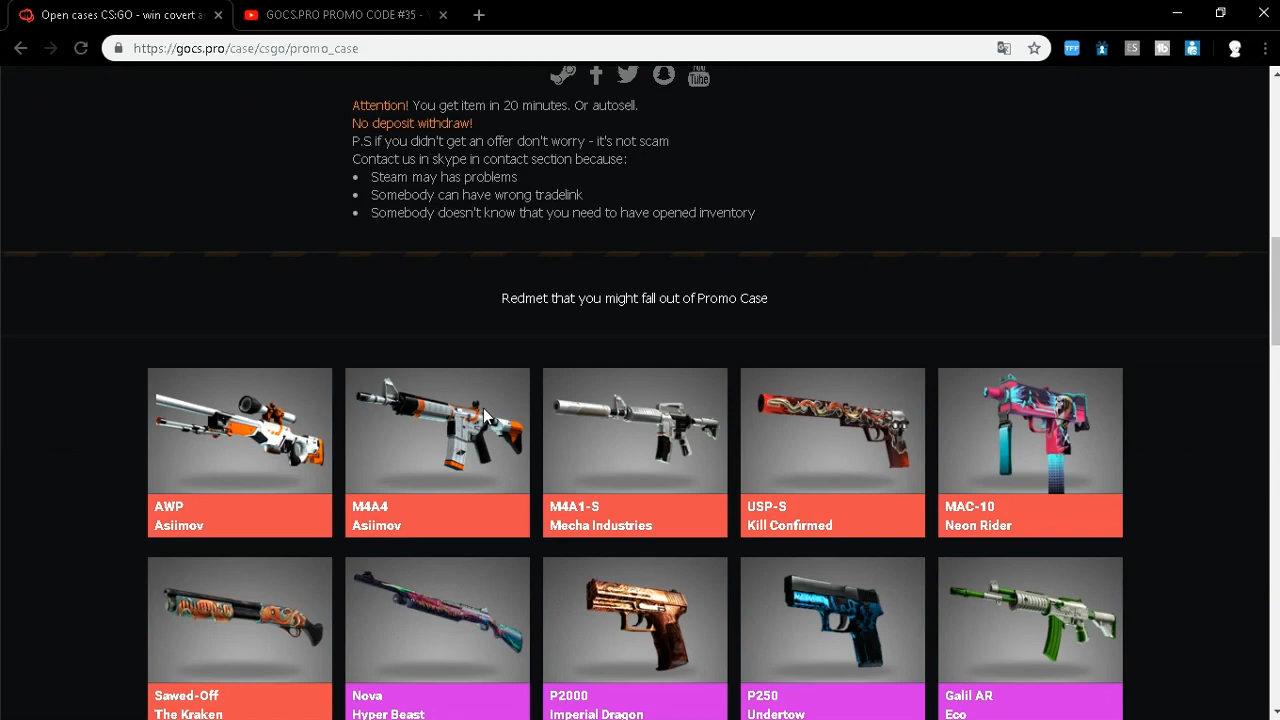 Open cases CS:GO - win covert a
GOCS.PRO PROMO CODE #35 -
https://gocs.pro/case/csgo/promo_case
TFF
ES
tb
You Tube
Attention! You get item in 20 minutes. Or autosell.
No deposit withdraw!
P.S if you didn't get an offer don't worry - it's not scam
Contact us in skype in contact section because:
Steam may has problems
Somebody can have wrong tradelink
Somebody doesn't know that you need to have opened inventory
Redmet that you might fall out of Promo Case
AWP
Asiimov
M4A4
Asiimov
M4A1-S
Mecha Industries
USP-S
Kill Confirmed
MAC-10
Neon Rider
Sawed-Off
The Kraken
Nova
Hyper Beast
P2000
Imperial Dragon
P250
Undertow
Galil AR
Eco